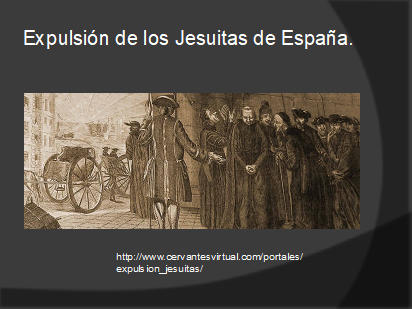 Expulsión de los Jesuitas de España.
http://www.cervantesvirtual.com/portales/
expulsion_jesuitas/